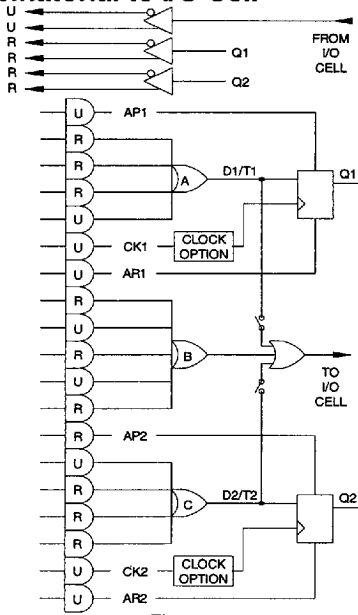 U
U
R
R
R
R
FROM
I/O
CELL
Q1
Q2
U
AP1
R
R
R
A
D1/T1
Q1
U
U
CK1
CLOCK
OPTION
U
AR1
R
U
R
B
U
R
TO
I/O
CELL
R
AP2
U
R
R
C
D2/T2
Q2
R
U
CK2
CLOCK
OPTION
U
AR2